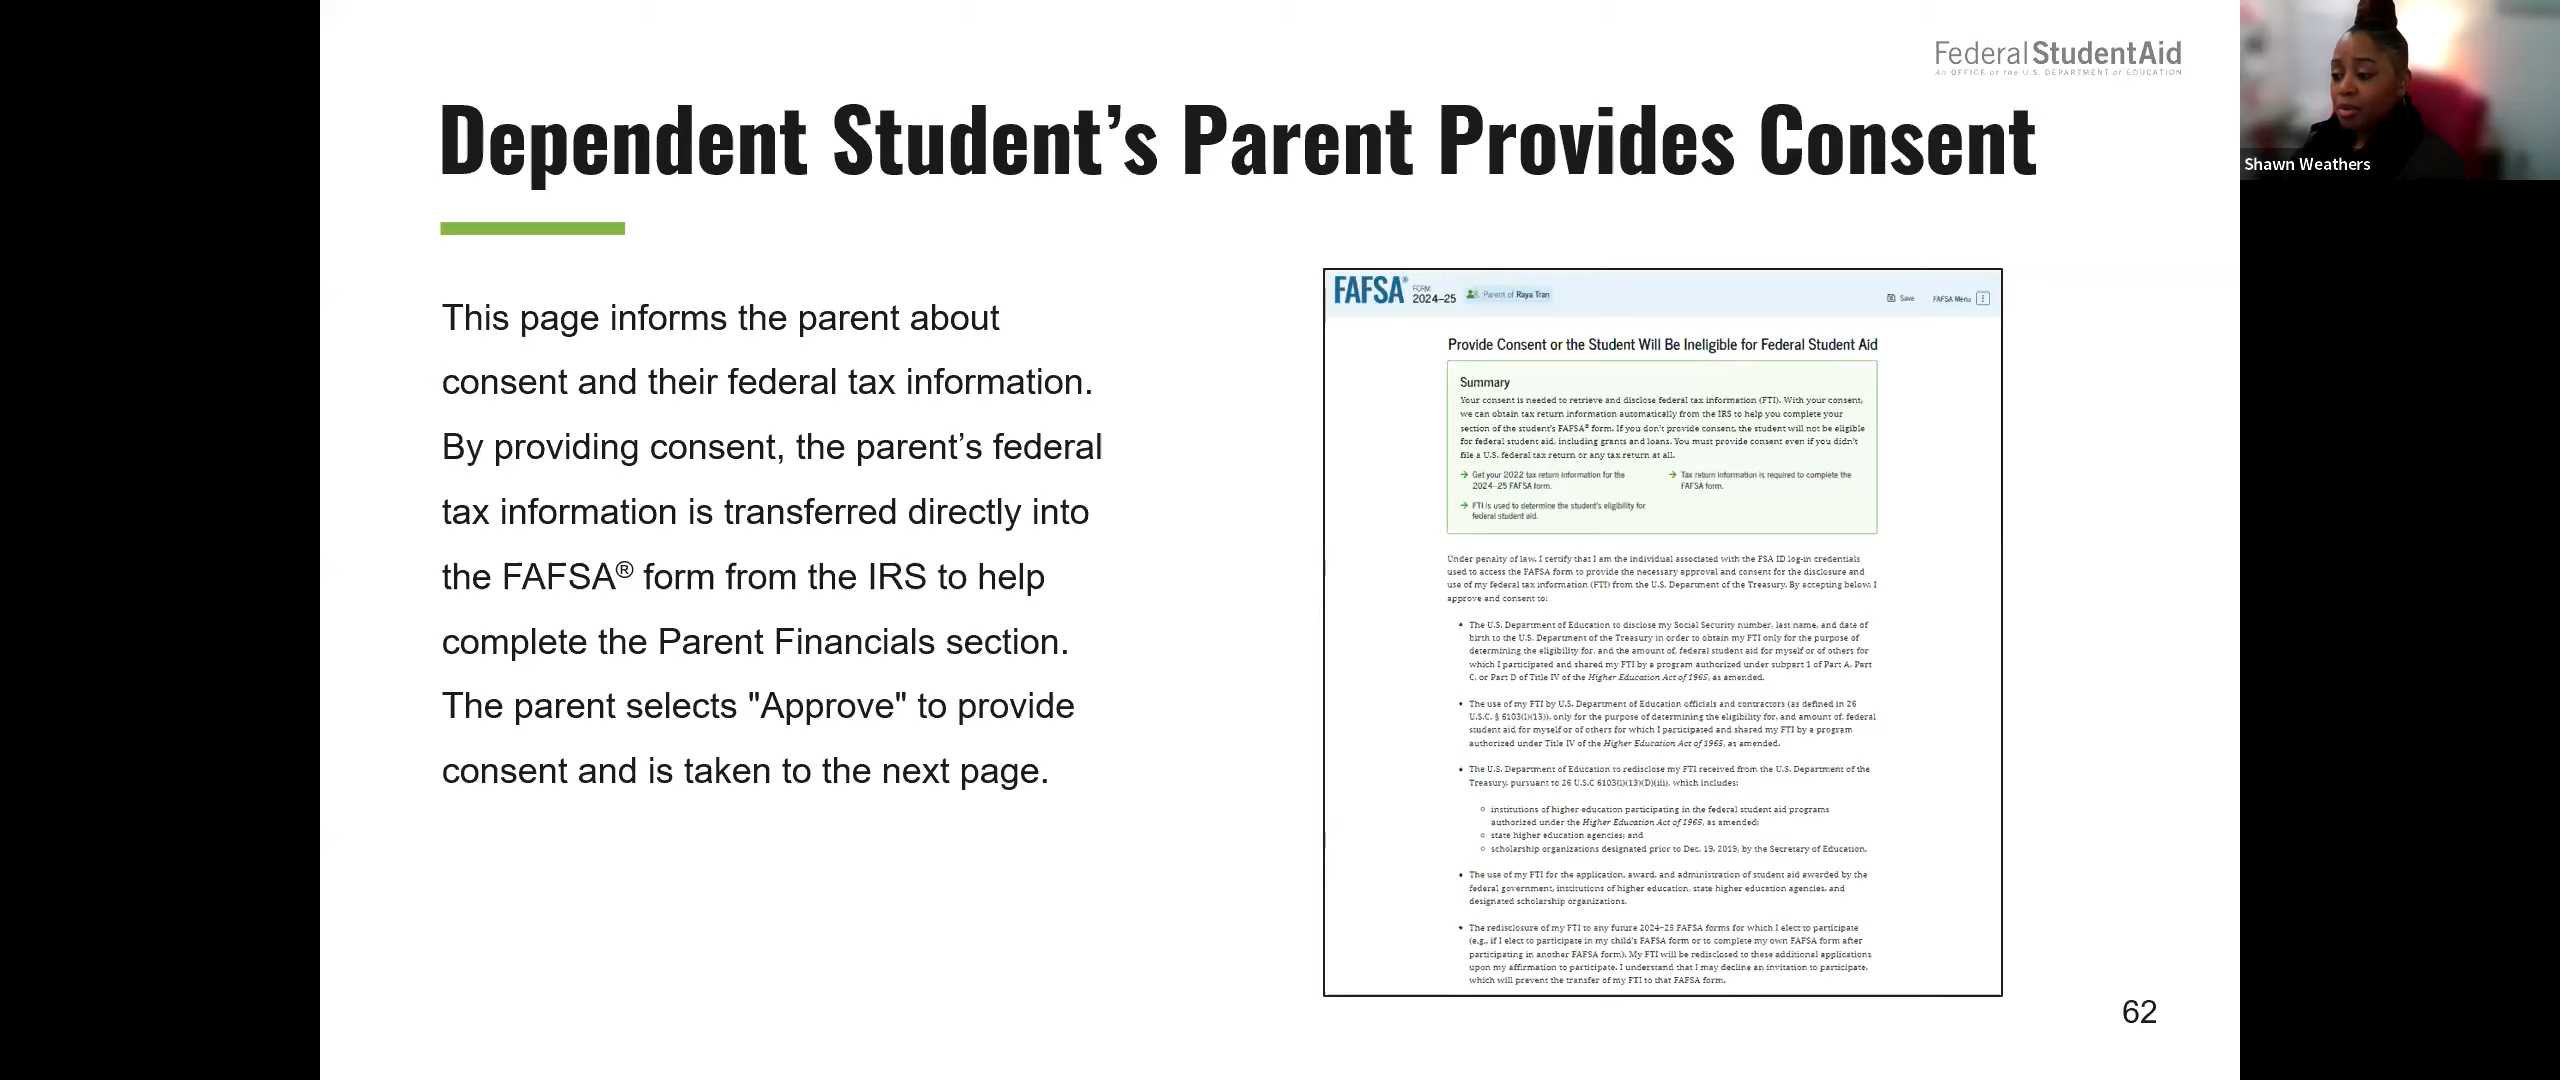 Federal StudentAid
An OFFICE of the U.S. DEPARTMENT of EDUCATION
Shawn Weathers
Dependent Student’s Parent Provides Consent
This page informs the parent about
consent and their federal tax information.
By providing consent, the parent’s federal
tax information is transferred directly into
the FAFSA® form from the IRS to help
complete the Parent Financials section.
The parent selects "Approve" to provide
consent and is taken to the next page.
FAFSA® FORM 2024–25 Parent of Raya Tran
Save FAFSA Menu
Provide Consent or the Student Will Be Ineligible for Federal Student Aid
Summary
Your consent is needed to retrieve and disclose federal tax information (FTI). With your consent,
we can obtain tax return information automatically from the IRS to help you complete your
section of the student's FAFSA® form. If you don't provide consent, the student will not be eligible
for federal student aid, including grants and loans. You must provide consent even if you didn't
file a U.S. federal tax return or any tax return at all.
→ Get your 2022 tax return information for the
2024–25 FAFSA form.
→ Tax return information is required to complete the
FAFSA form.
→ FTI is used to determine the student's eligibility for
federal student aid.
Under penalty of law, I certify that I am the individual associated with the FSA ID log-in credentials
used to access the FAFSA form to provide the necessary approval and consent for the disclosure and
use of my federal tax information (FTI) from the U.S. Department of the Treasury. By accepting below, I
approve and consent to:
• The U.S. Department of Education to disclose my Social Security number, last name, and date of
birth to the U.S. Department of the Treasury in order to obtain my FTI only for the purpose of
determining the eligibility for, and the amount of, federal student aid for myself or of others for
which I participated and shared my FTI by a program authorized under subpart 1 of Part A, Part
C, or Part D of Title IV of the Higher Education Act of 1965, as amended.
• The use of my FTI by U.S. Department of Education officials and contractors (as defined in 26
U.S.C. § 6103(l)(13)), only for the purpose of determining the eligibility for, and amount of, federal
student aid for myself or of others for which I participated and shared my FTI by a program
authorized under Title IV of the Higher Education Act of 1965, as amended.
• The U.S. Department of Education to redisclose my FTI received from the U.S. Department of the
Treasury, pursuant to 26 U.S.C 6103(l)(13)(D)(iii), which includes:
○ institutions of higher education participating in the federal student aid programs
authorized under the Higher Education Act of 1965, as amended;
○ state higher education agencies; and
○ scholarship organizations designated prior to Dec. 19, 2019, by the Secretary of Education.
• The use of my FTI for the application, award, and administration of student aid awarded by the
federal government, institutions of higher education, state higher education agencies, and
designated scholarship organizations.
• The redisclosure of my FTI to any future 2024–25 FAFSA forms for which I elect to participate
(e.g., if I elect to participate in my child's FAFSA form or to complete my own FAFSA form after
participating in another FAFSA form). My FTI will be redisclosed to these additional applications
upon my affirmation to participate. I understand that I may decline an invitation to participate,
which will prevent the transfer of my FTI to that FAFSA form.
62